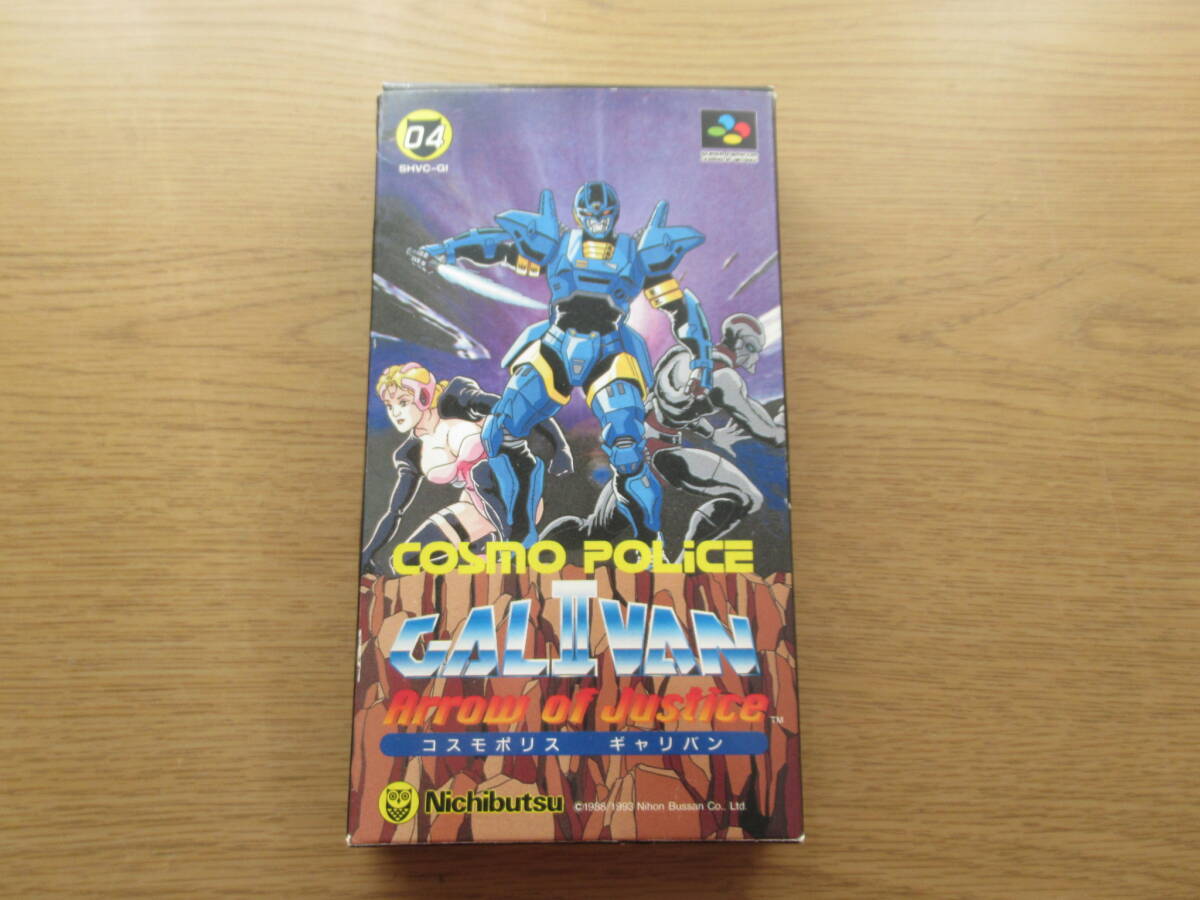 04
SHVC-GI
COSMO POLICE
GALIVAN
II
Arrow of Justice ™
コスモポリス ギャリバン
Nichibutsu
©1988/1993 Nihon Bussan Co., Ltd.